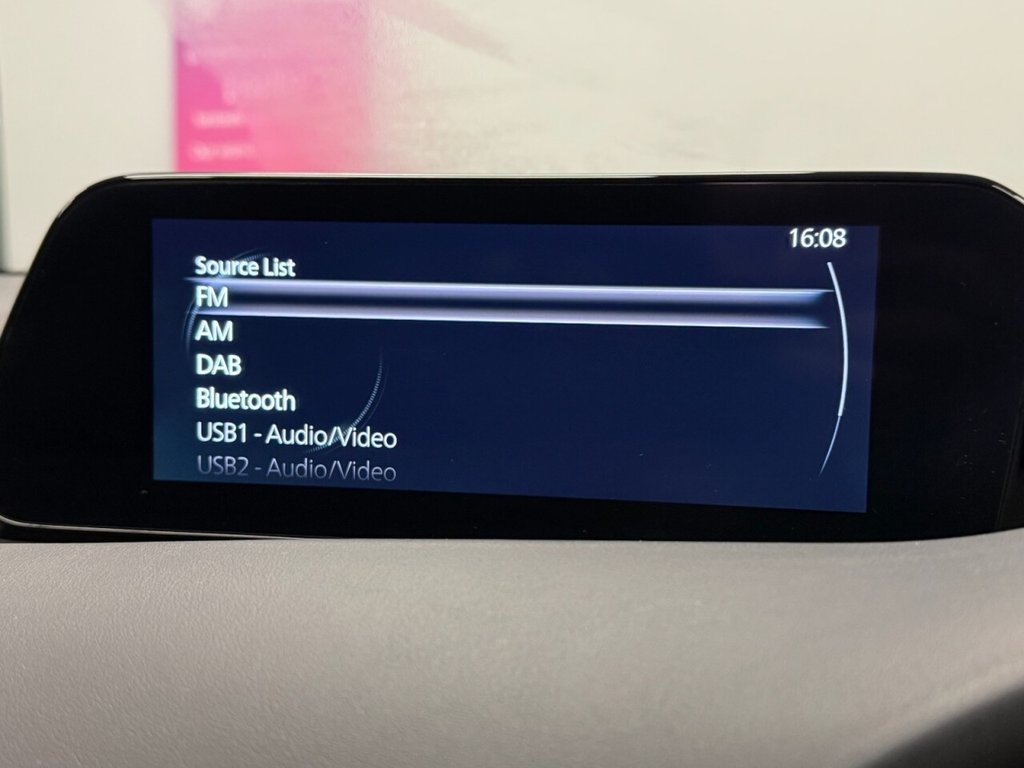 16:08
Source List
FM
AM
DAB
Bluetooth
USB1 - Audio/Video
USB2 - Audio/Video